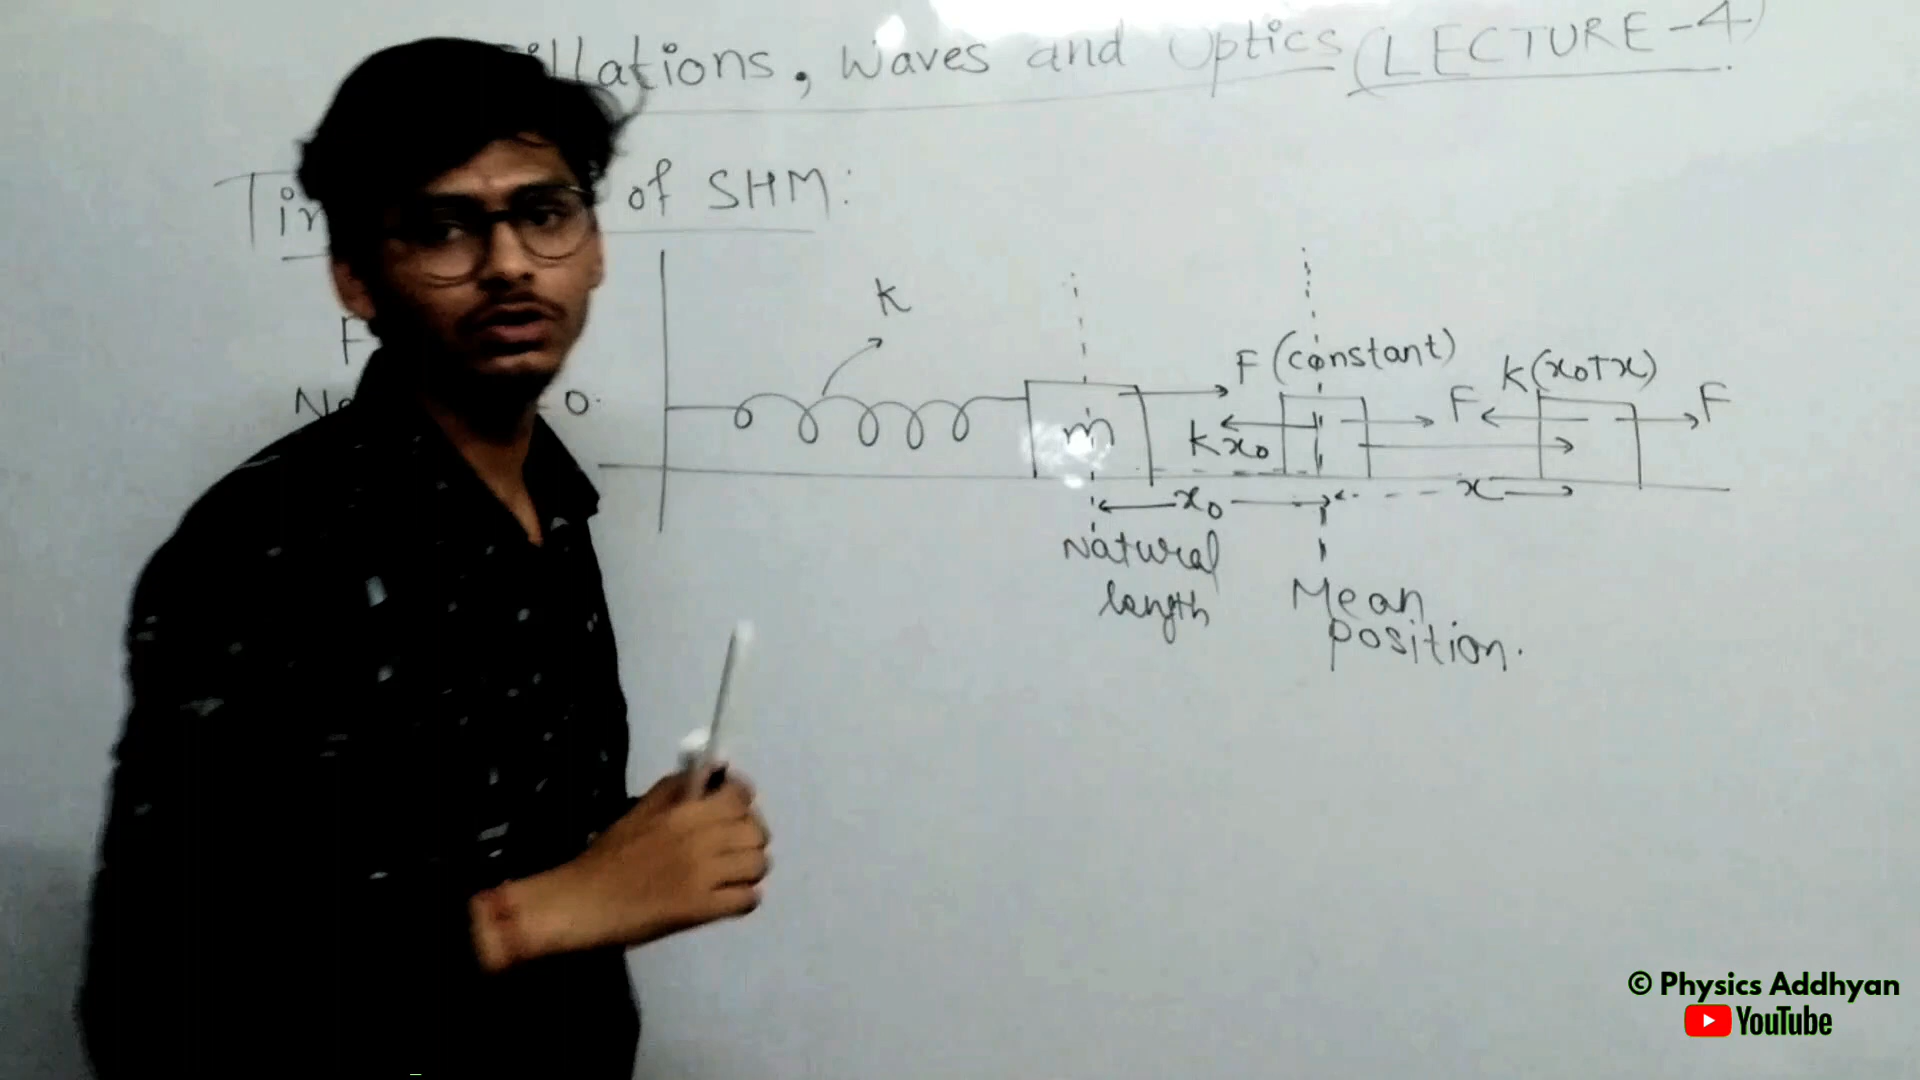 llations, Waves and Optics (LECTURE-4)
of SHM:
K
F (constant)
k(x₀+x)
F
F
m
kx₀
x₀
x
Natural
length
Mean
position.
© Physics Addhyan
YouTube